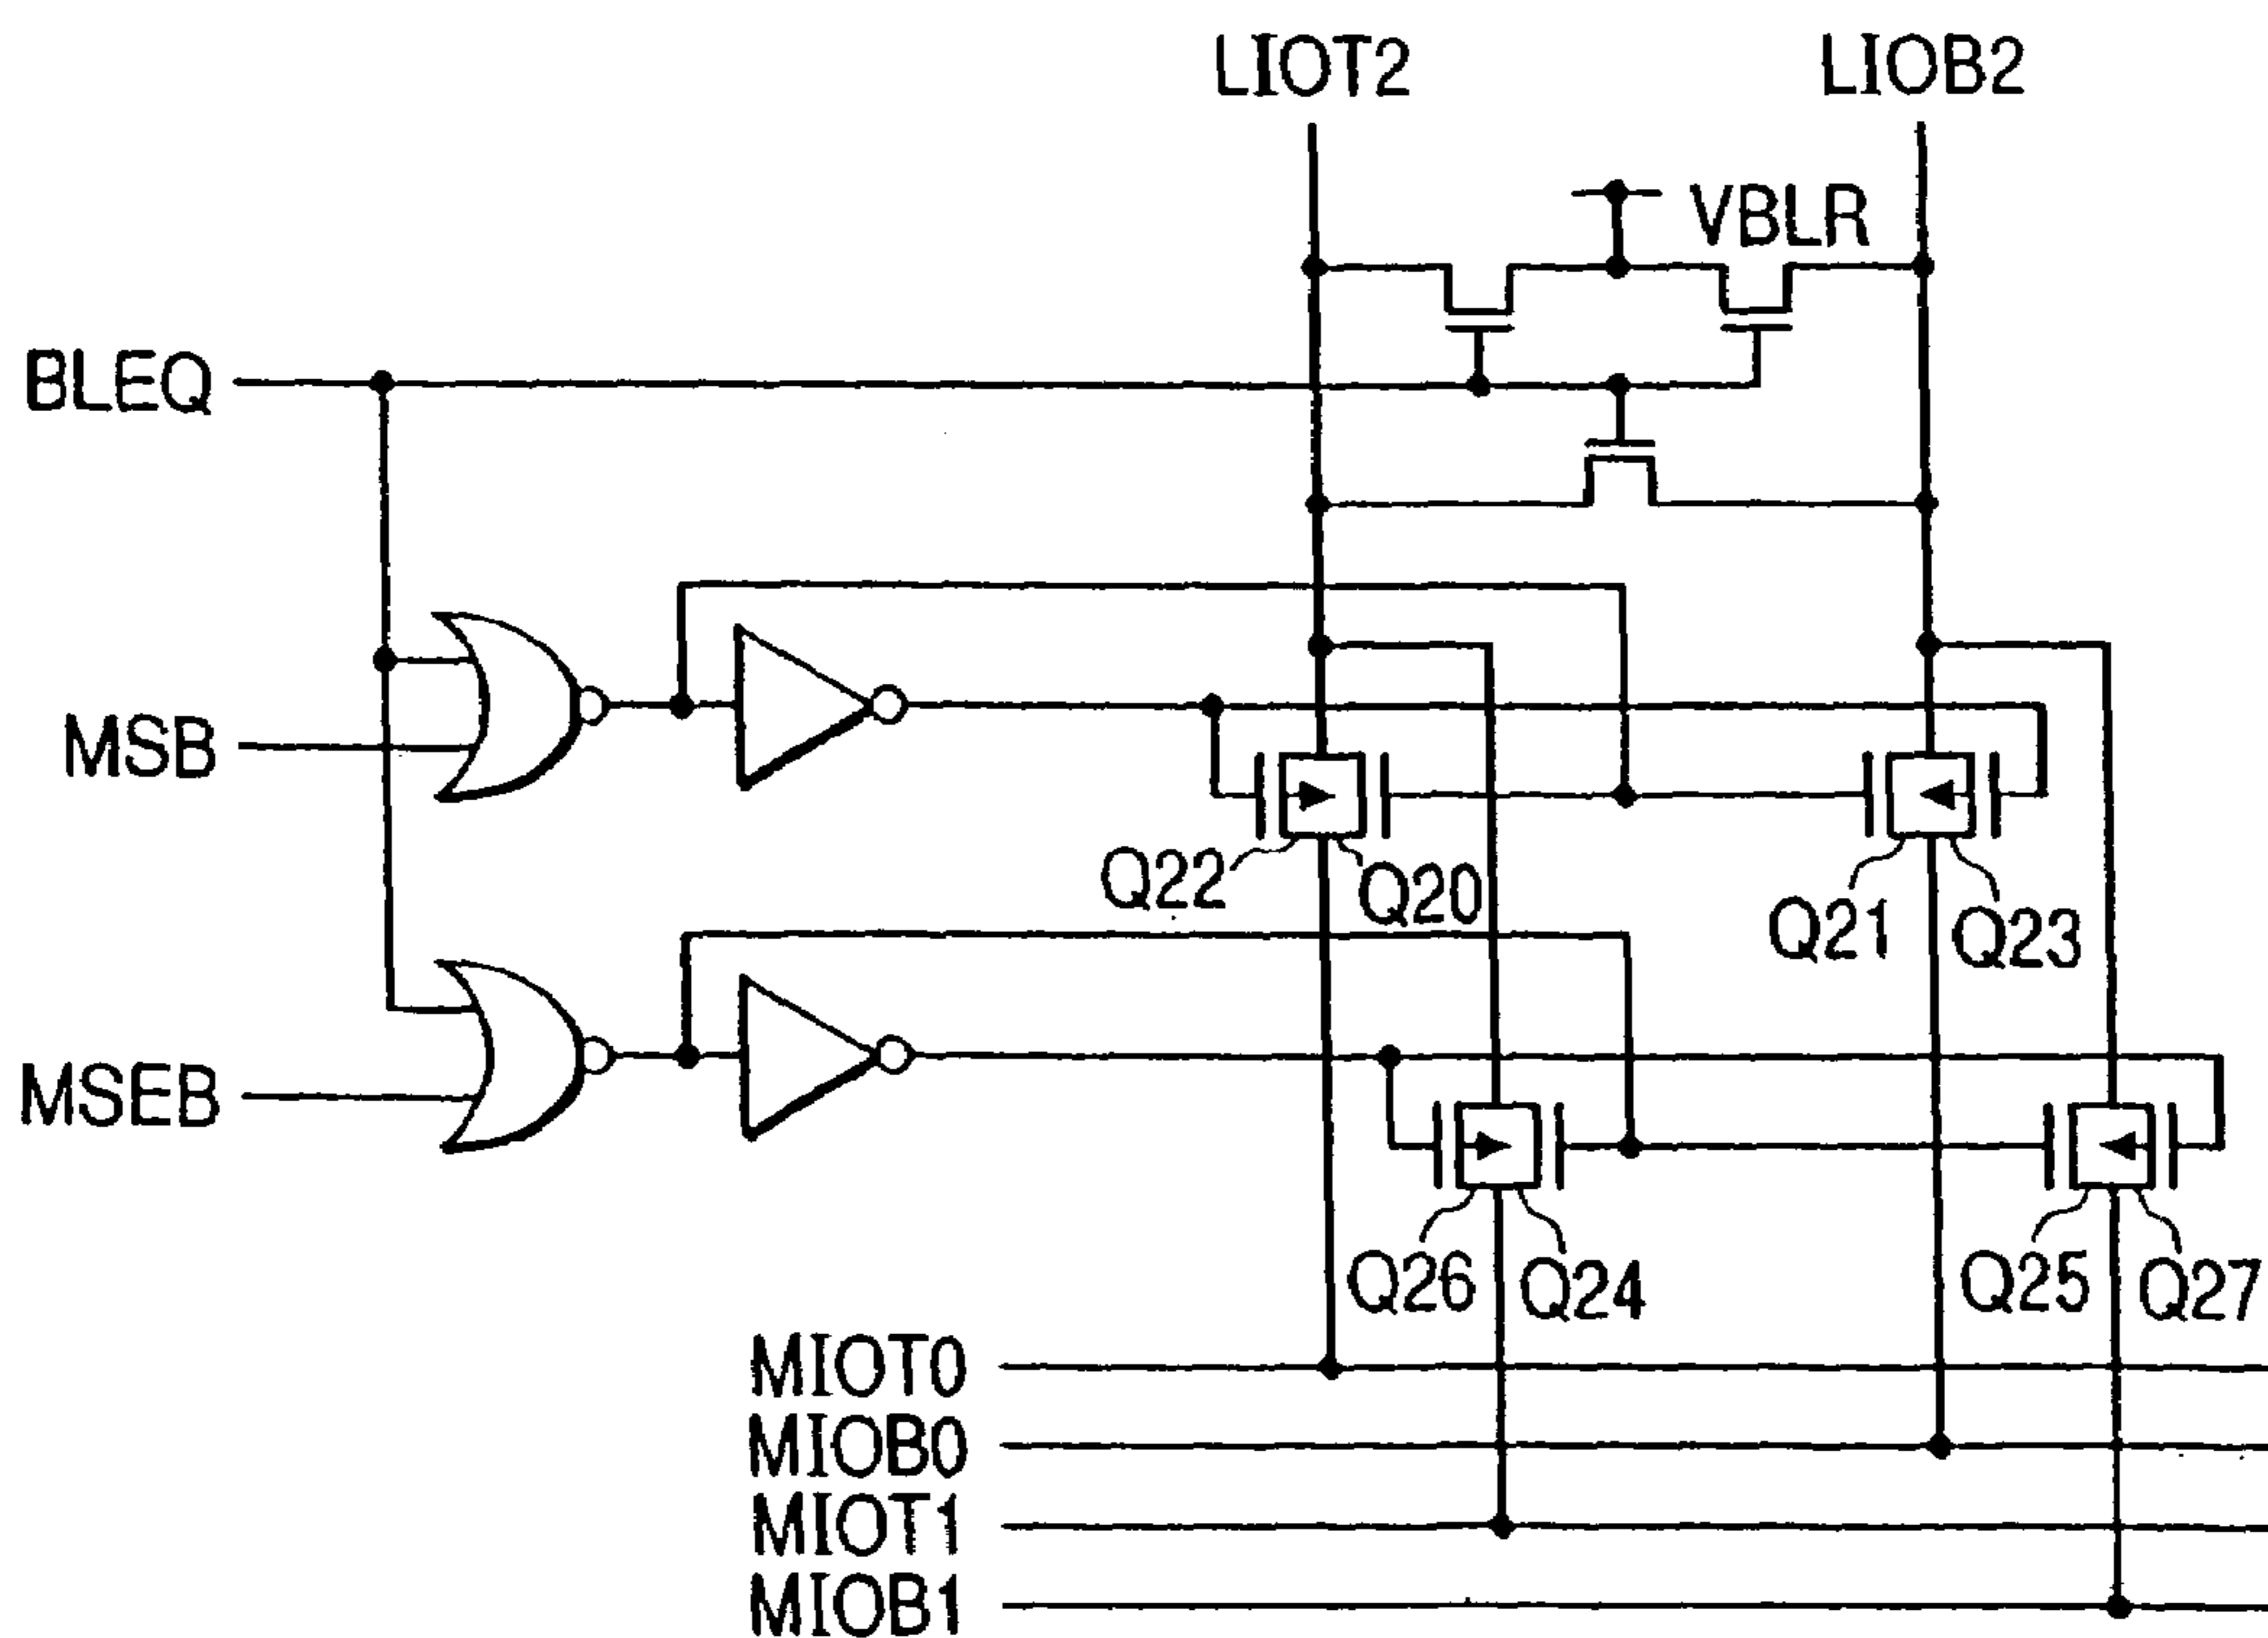 LIOT2
LIOB2
VBLR
BLEQ
MSB
Q22
Q20
Q21
Q23
MSEB
Q26
Q24
Q25
Q27
MIOT0
MIOB0
MIOT1
MIOB1